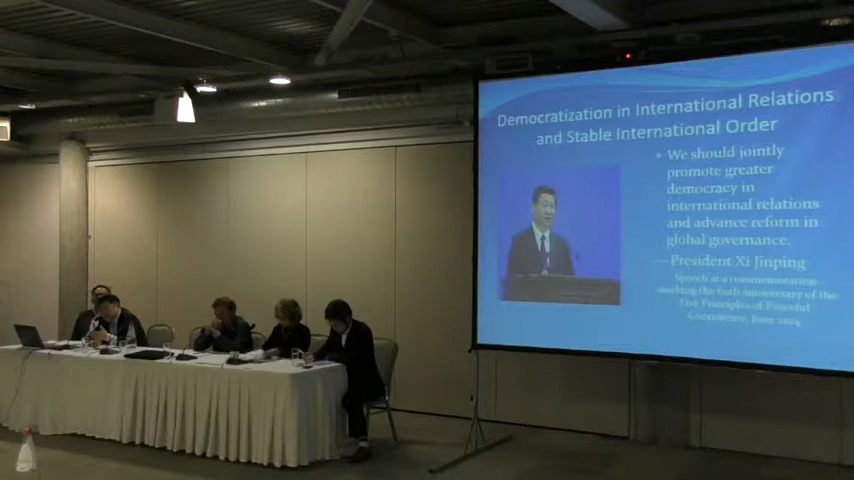 Democratization in International Relations
and Stable International Order
We should jointly
promote greater
democracy in
international relations
and advance reform in
global governance.
—President Xi Jinping
Speech at a commemoration
marking the 60th anniversary of the
Five Principles of Peaceful
Coexistence, June 2014